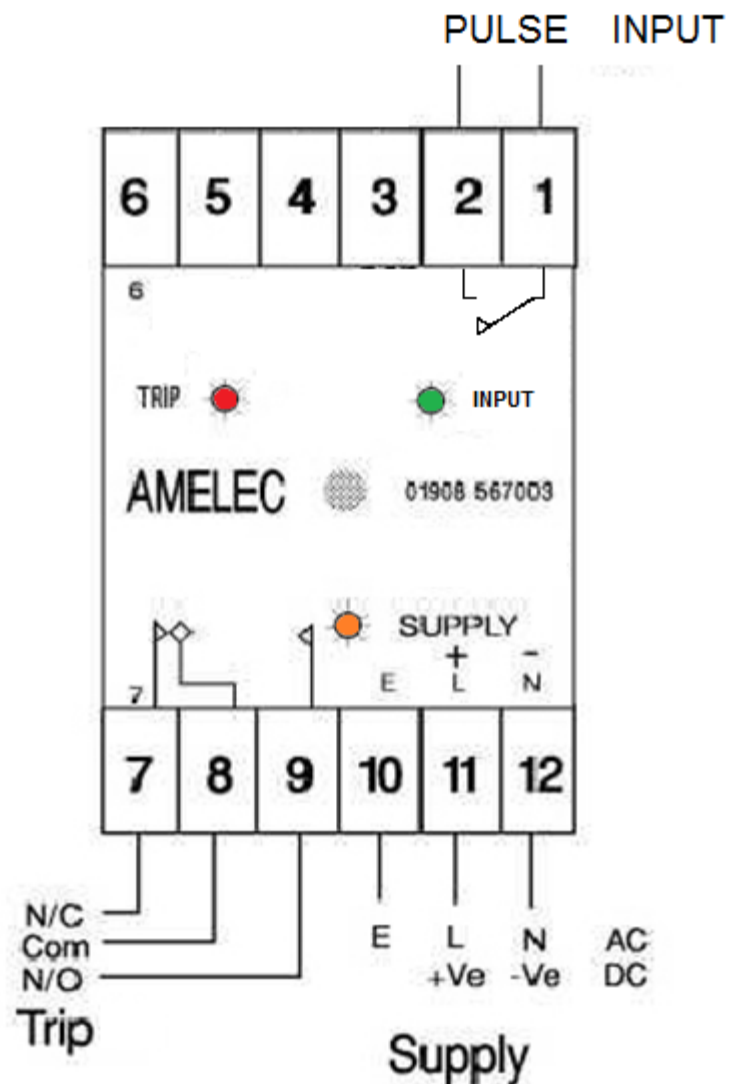 PULSE INPUT
6 5 4 3 2 1
6
TRIP INPUT
AMELEC 01908 567003
SUPPLY
+ -
7 E L N
7 8 9 10 11 12
N/C
Com
N/O
E L N AC
+Ve -Ve DC
Trip
Supply